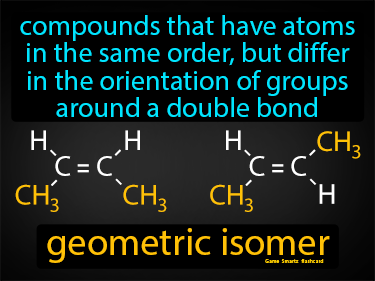 compounds that have atoms
in the same order, but differ
in the orientation of groups
around a double bond
H H H CH3
C = C C = C
CH3 CH3 CH3 H
geometric isomer
Game Smartz flashcard